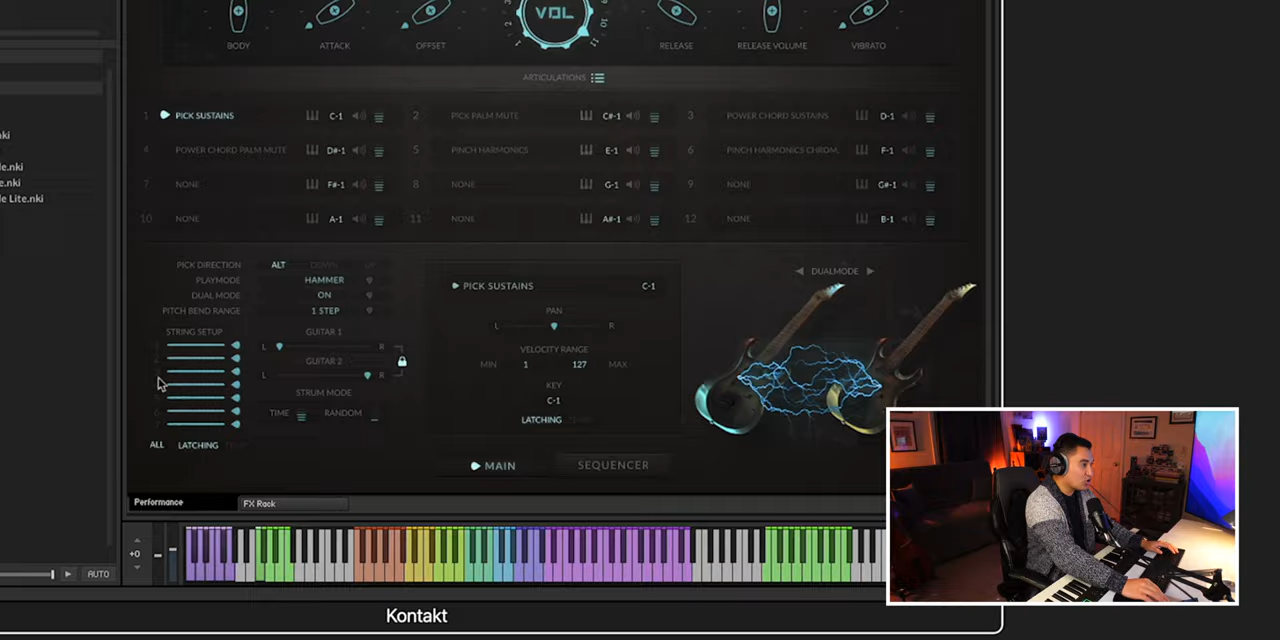 VOL
BODY ATTACK OFFSET RELEASE RELEASE VOLUME VIBRATO
ARTICULATIONS
1 PICK SUSTAINS C-1 2 PICK PALM MUTE C#-1 3 POWER CHORD SUSTAINS D-1
4 POWER CHORD PALM MUTE D#-1 5 PINCH HARMONICS E-1 6 PINCH HARMONICS CHROM. F-1
7 NONE F#-1 8 NONE G-1 9 NONE G#-1
10 NONE A-1 11 NONE A#-1 12 NONE B-1
ki
le.nki
e.nki
le Lite.nki
PICK DIRECTION ALT DOWN UP
PLAYMODE HAMMER
DUAL MODE ON
PITCH BEND RANGE 1 STEP
STRING SETUP GUITAR 1
L R
GUITAR 2
L R
STRUM MODE
TIME RANDOM
ALL LATCHING
PICK SUSTAINS C-1
PAN
L R
VELOCITY RANGE
MIN 1 127 MAX
KEY
C-1
LATCHING
DUALMODE
MAIN SEQUENCER
Performance FX Rack
+0
AUTO
Kontakt